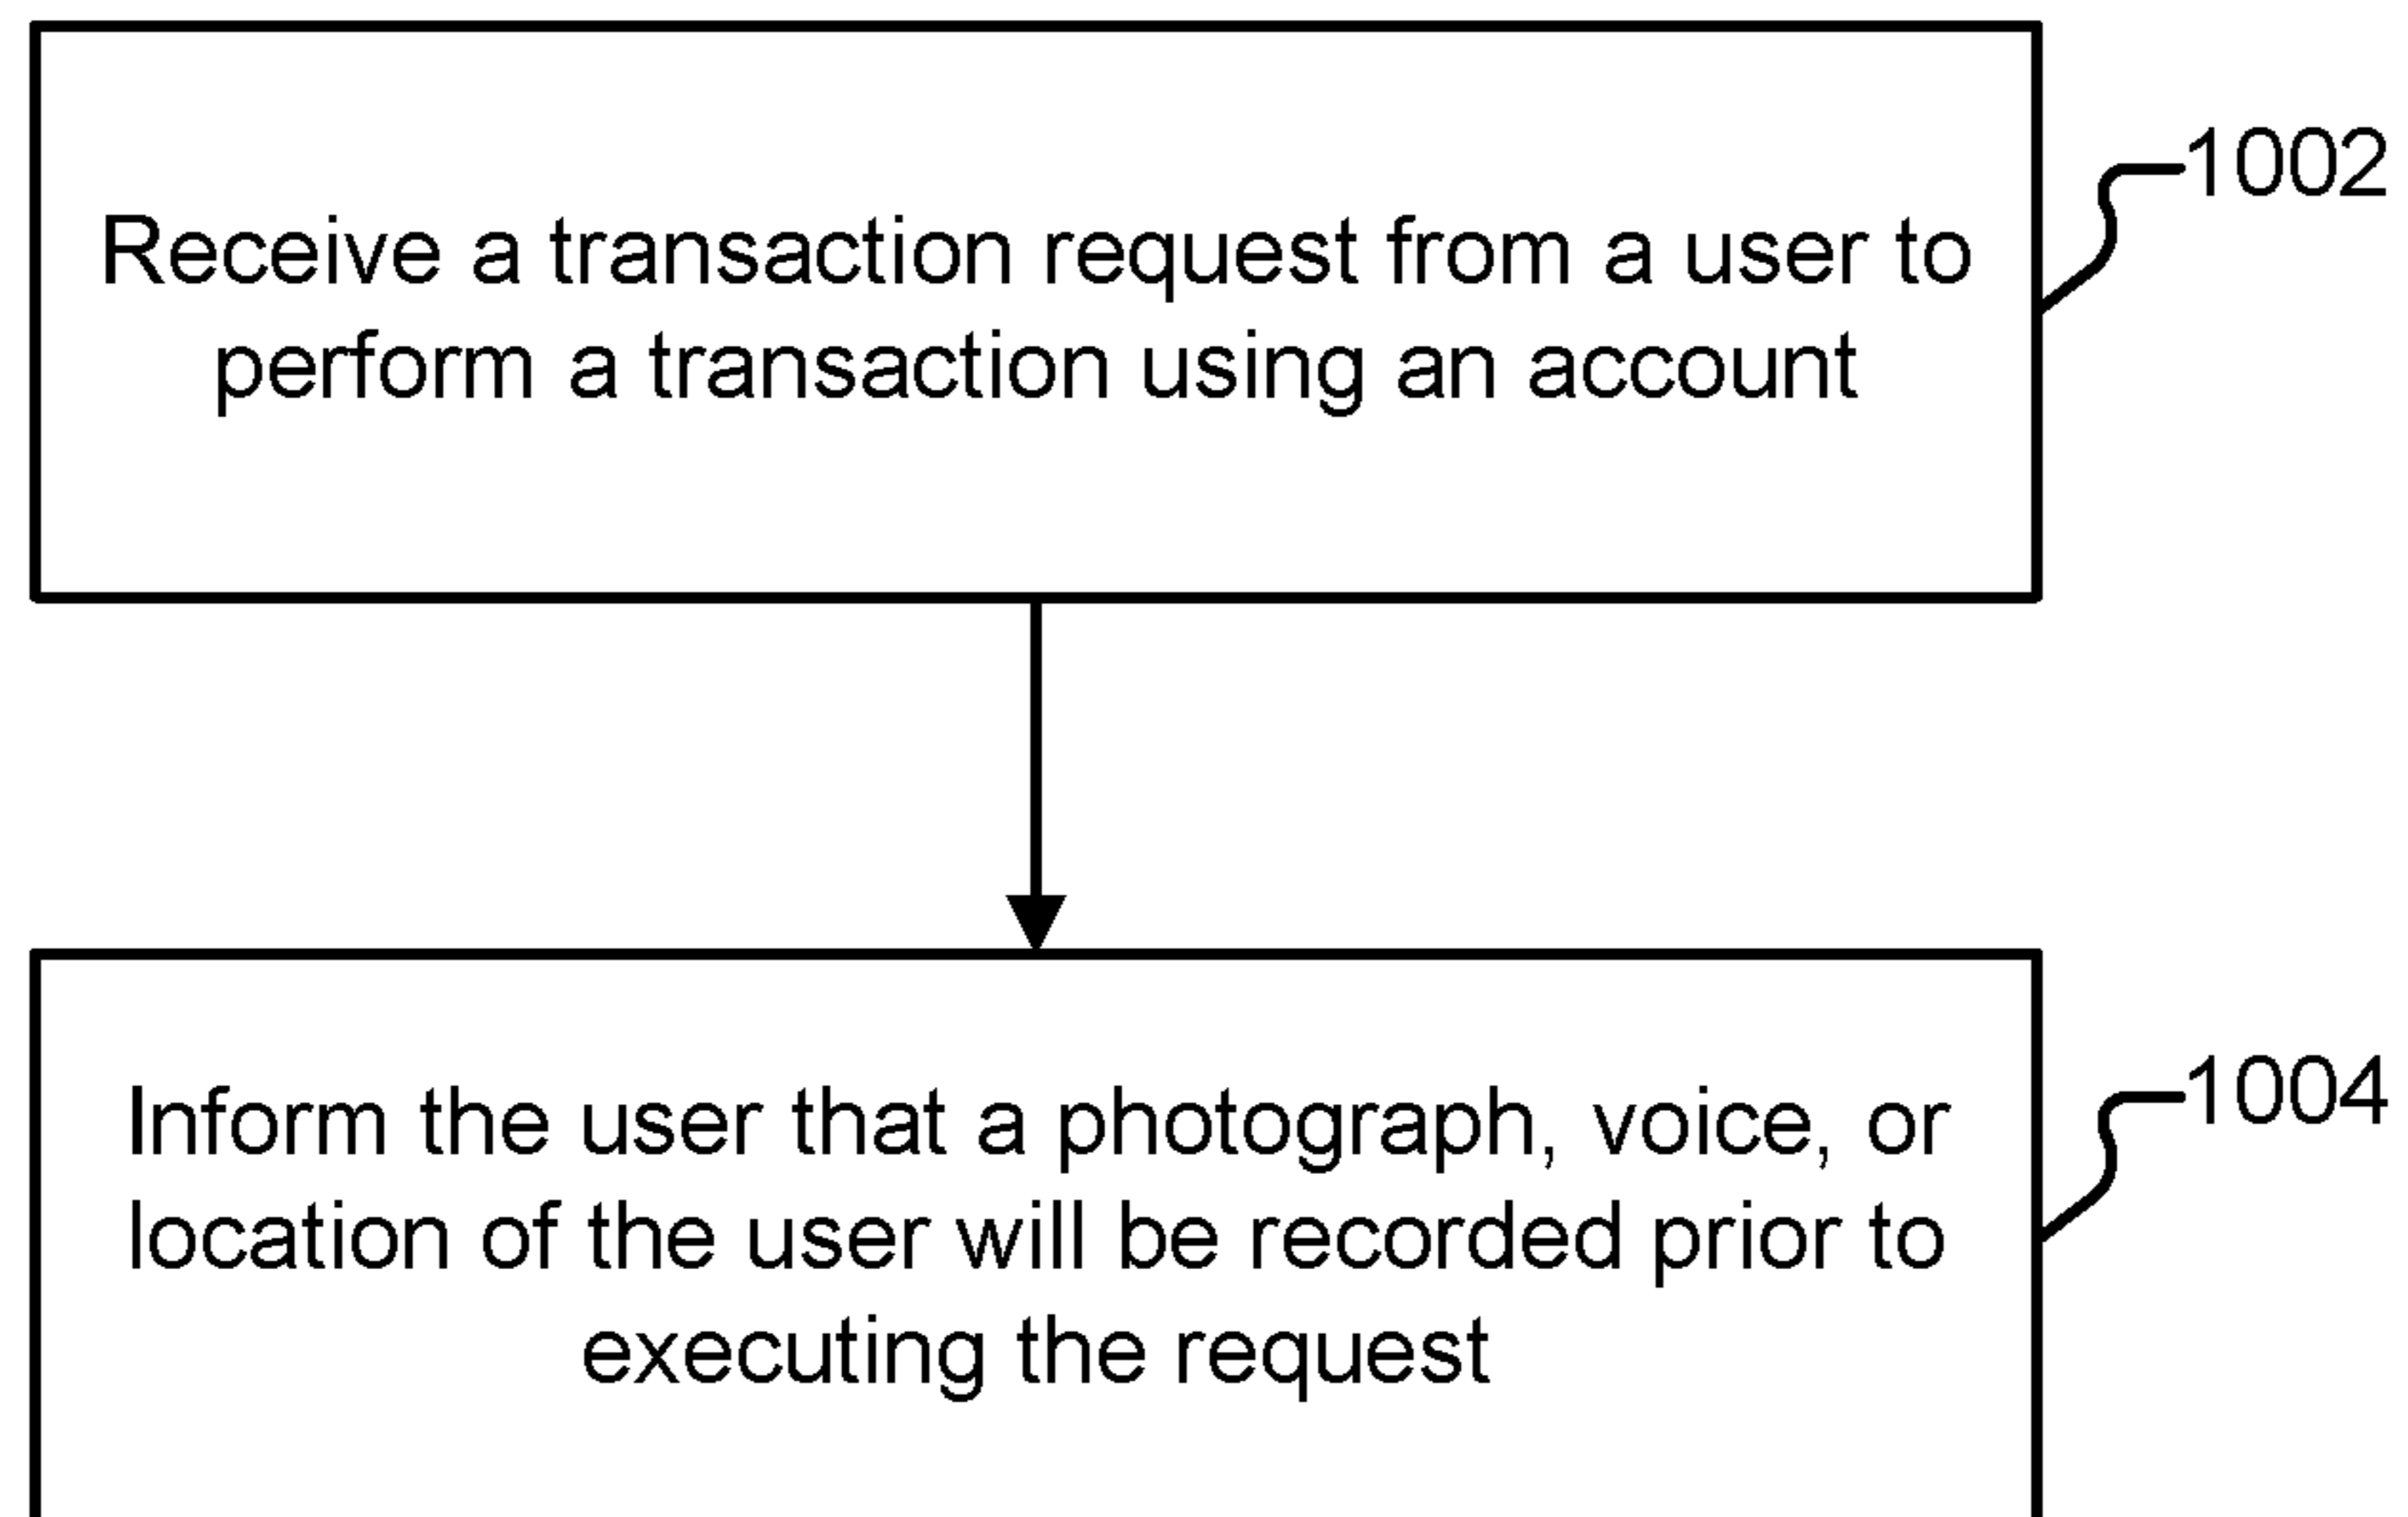 1002
Receive a transaction request from a user to
perform a transaction using an account
1004
Inform the user that a photograph, voice, or
location of the user will be recorded prior to
executing the request